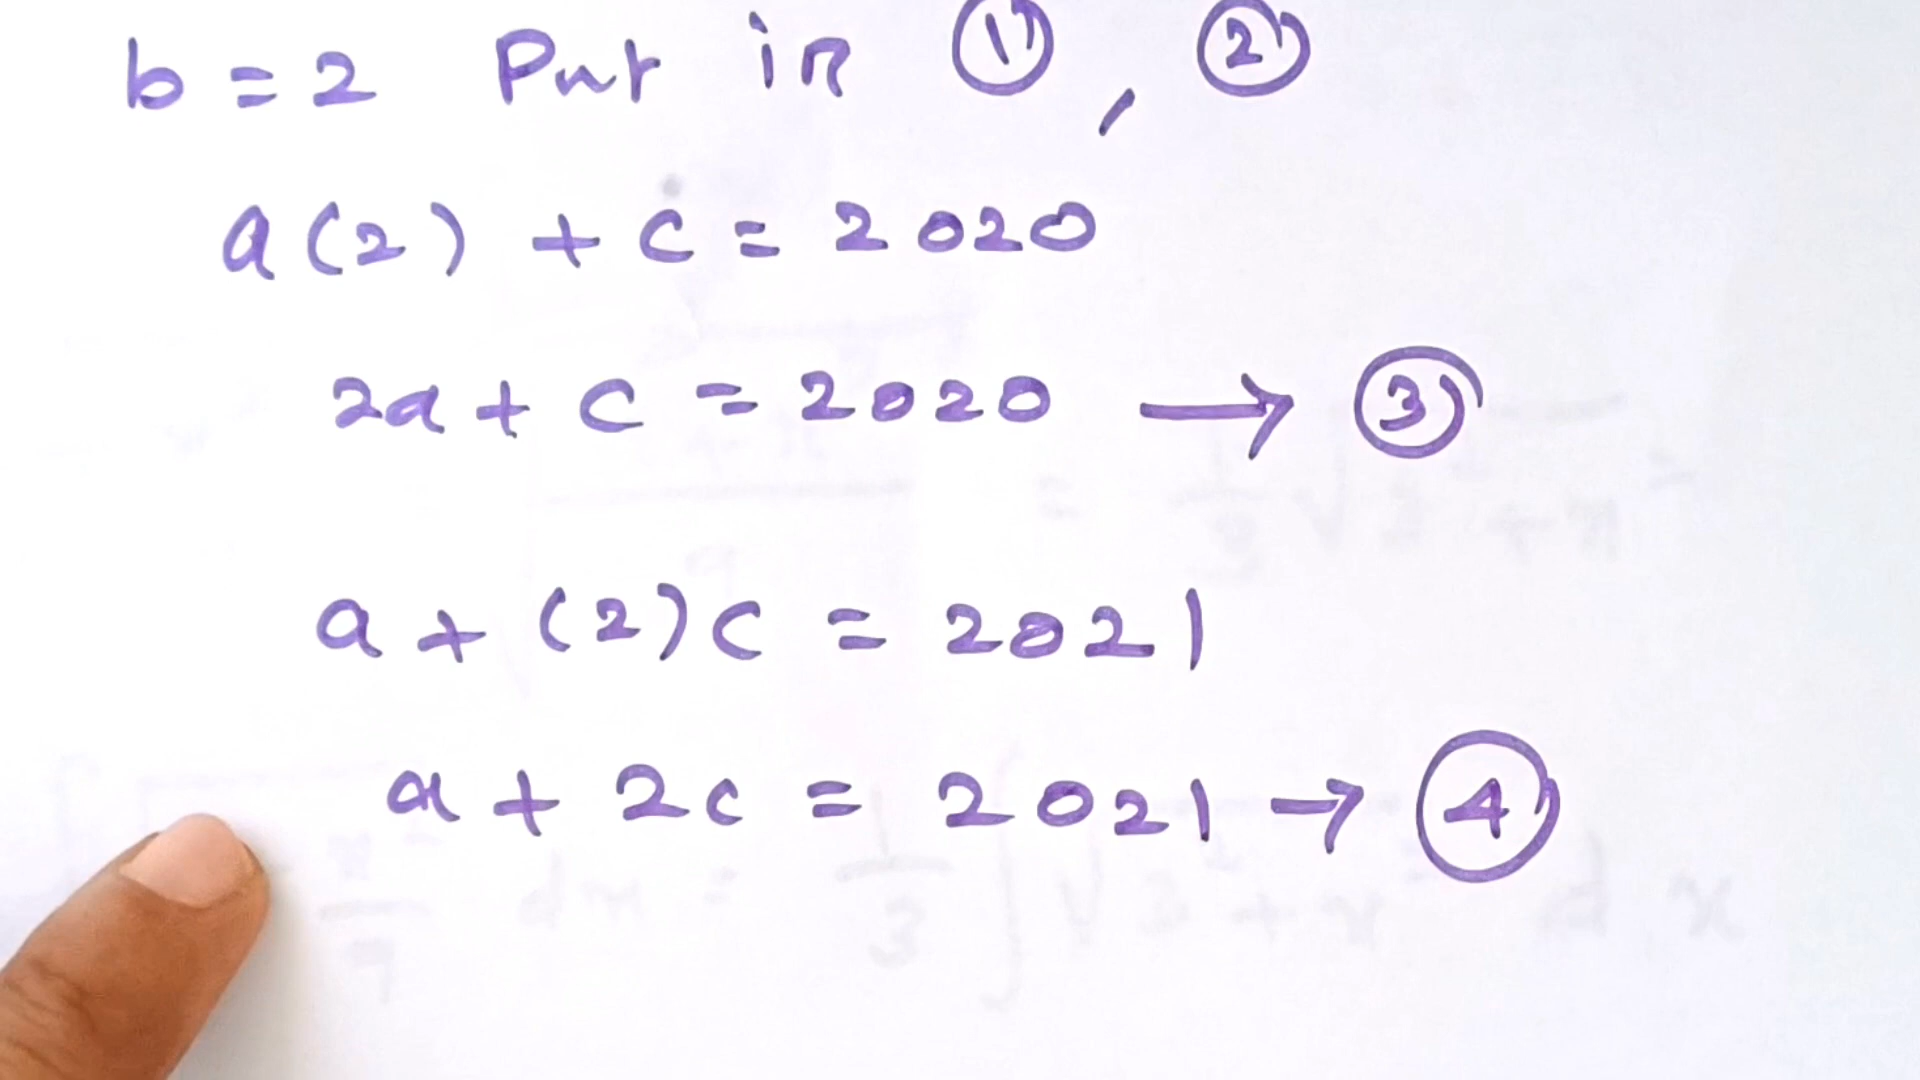 b = 2 Put in ①, ②
a(2) + c = 2020
2a + c = 2020 → ③
a + (2)c = 2021
a + 2c = 2021 → ④